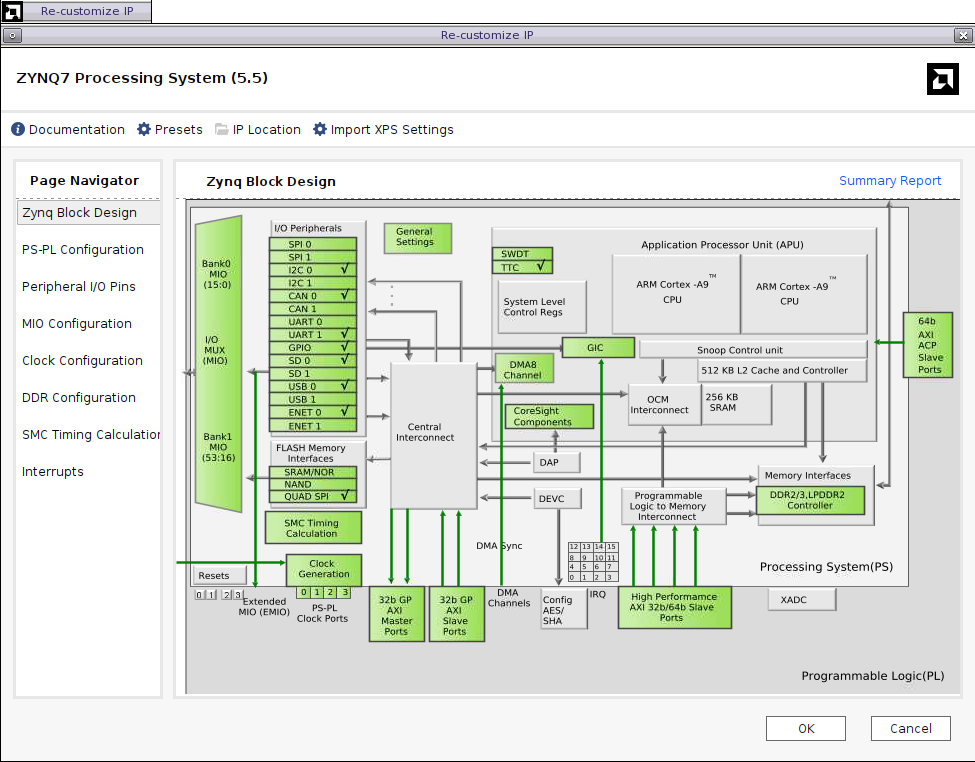 Re-customize IP
Re-customize IP
ZYNQ7 Processing System (5.5)
Documentation
Presets
IP Location
Import XPS Settings
Page Navigator
Zynq Block Design
PS-PL Configuration
Peripheral I/O Pins
MIO Configuration
Clock Configuration
DDR Configuration
SMC Timing Calculation
Interrupts
Zynq Block Design
Summary Report
Bank0
MIO
(15:0)
I/O
MUX
(MIO)
Bank1
MIO
(53:16)
I/O Peripherals
SPI 0
SPI 1
I2C 0 √
I2C 1
CAN 0 √
CAN 1
UART 0
UART 1 √
GPIO √
SD 0 √
SD 1
USB 0 √
USB 1
ENET 0 √
ENET 1
FLASH Memory
Interfaces
SRAM/NOR
NAND
QUAD SPI √
SMC Timing
Calculation
Clock
Generation
Resets
0 1 2 3
Extended
MIO (EMIO)
0 1 2 3
PS-PL
Clock Ports
General
Settings
Central
Interconnect
32b GP
AXI
Master
Ports
32b GP
AXI
Slave
Ports
SWDT
TTC √
System Level
Control Regs
Application Processor Unit (APU)
ARM Cortex -A9 ™
CPU
ARM Cortex -A9 ™
CPU
GIC
Snoop Control unit
DMA8
Channel
512 KB L2 Cache and Controller
OCM
Interconnect
256 KB
SRAM
CoreSight
Components
DAP
DEVC
DMA Sync
DMA
Channels
Config
AES/
SHA
12 13 14 15
8 9 10 11
4 5 6 7
0 1 2 3
IRQ
Programmable
Logic to Memory
Interconnect
Memory Interfaces
DDR2/3,LPDDR2
Controller
64b
AXI
ACP
Slave
Ports
High Performamce
AXI 32b/64b Slave
Ports
Processing System(PS)
XADC
Programmable Logic(PL)
OK
Cancel